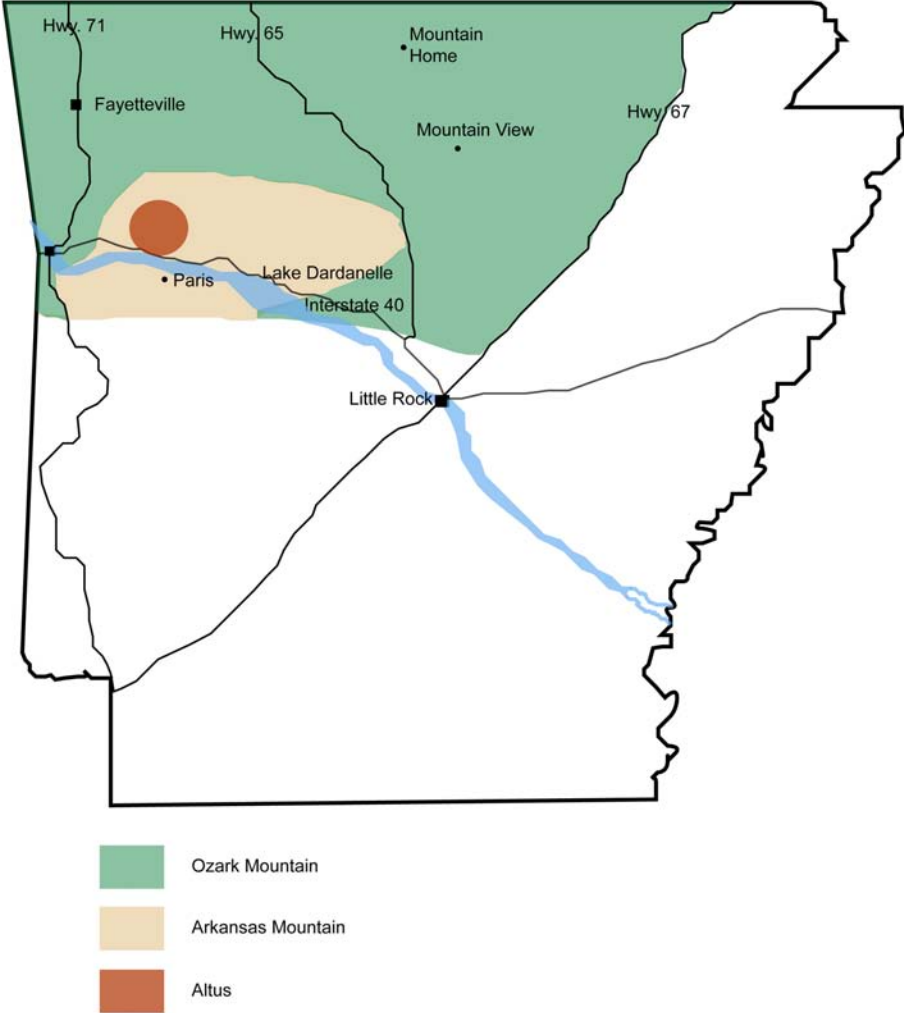 Hwy. 71
Hwy. 65
Mountain
Home
Fayetteville
Hwy. 67
Mountain View
Lake Dardanelle
Paris
Interstate 40
Little Rock
Ozark Mountain
Arkansas Mountain
Altus